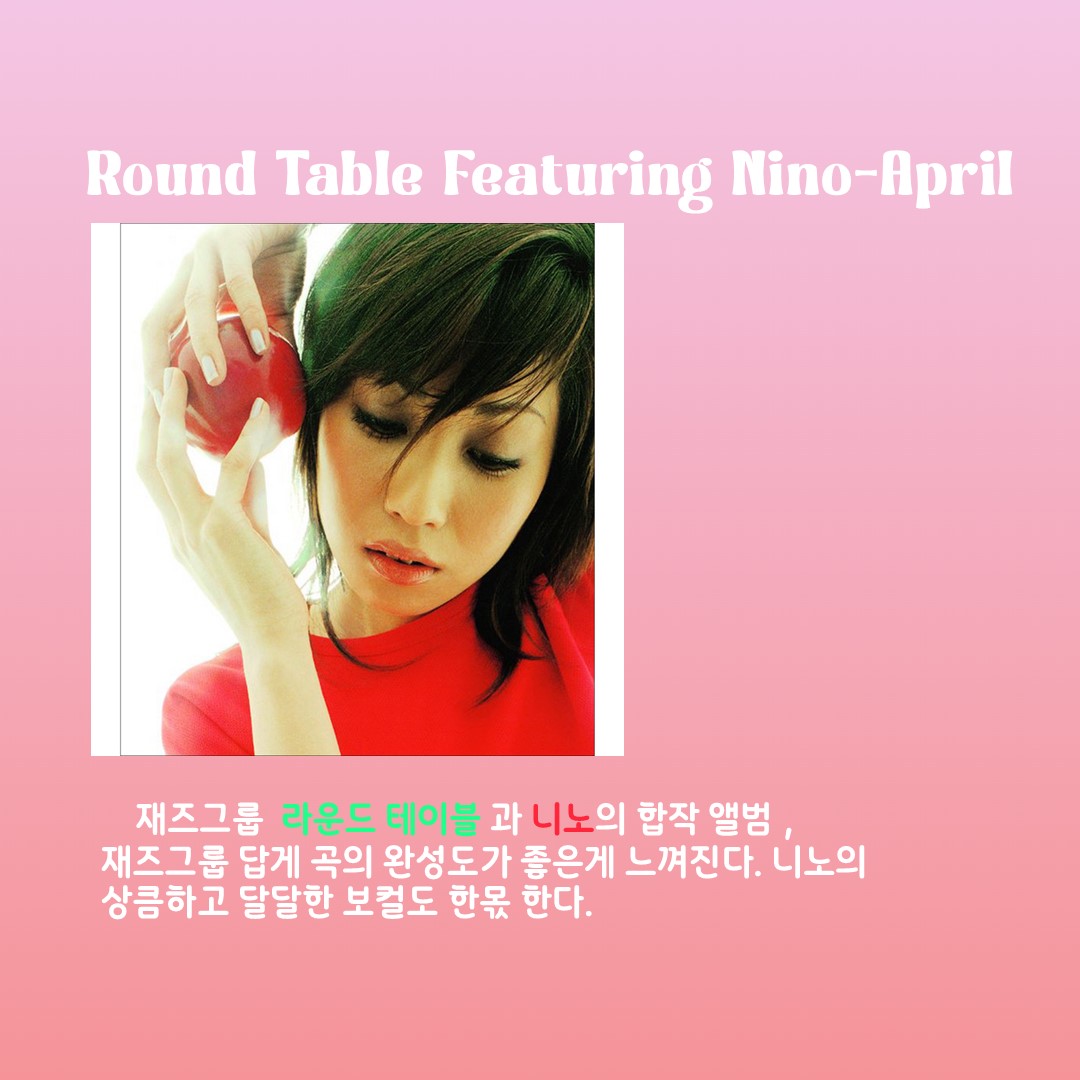 Round Table Featuring Nino-April
재즈그룹 라운드 테이블 과 니노의 합작 앨범 ,
재즈그룹 답게 곡의 완성도가 좋은게 느껴진다. 니노의
상큼하고 달달한 보컬도 한몫 한다.